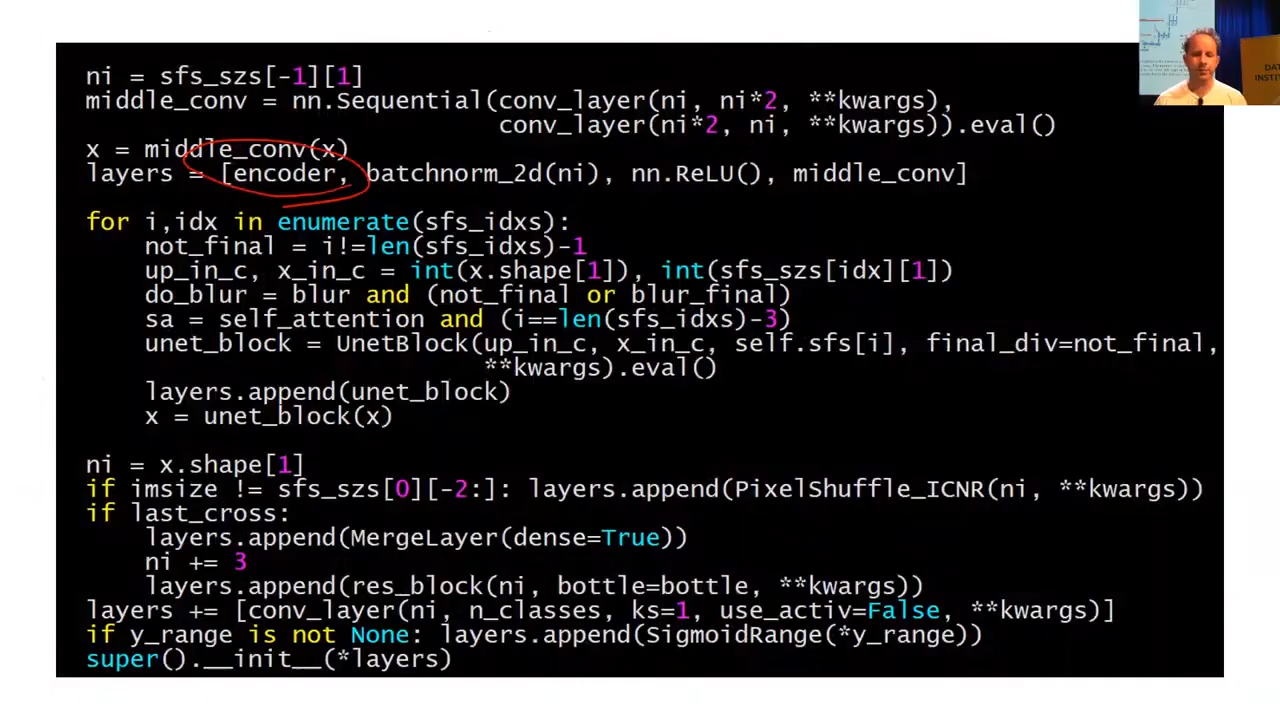 ni = sfs_szs[-1][1]
middle_conv = nn.Sequential(conv_layer(ni, ni*2, **kwargs),
conv_layer(ni*2, ni, **kwargs)).eval()
x = middle_conv(x)
layers = [encoder, batchnorm_2d(ni), nn.ReLU(), middle_conv]
for i,idx in enumerate(sfs_idxs):
not_final = i!=len(sfs_idxs)-1
up_in_c, x_in_c = int(x.shape[1]), int(sfs_szs[idx][1])
do_blur = blur and (not_final or blur_final)
sa = self_attention and (i==len(sfs_idxs)-3)
unet_block = UnetBlock(up_in_c, x_in_c, self.sfs[i], final_div=not_final,
**kwargs).eval()
layers.append(unet_block)
x = unet_block(x)
ni = x.shape[1]
if imsize != sfs_szs[0][-2:]: layers.append(PixelShuffle_ICNR(ni, **kwargs))
if last_cross:
layers.append(MergeLayer(dense=True))
ni += 3
layers.append(res_block(ni, bottle=bottle, **kwargs))
layers += [conv_layer(ni, n_classes, ks=1, use_activ=False, **kwargs)]
if y_range is not None: layers.append(SigmoidRange(*y_range))
super().__init__(*layers)